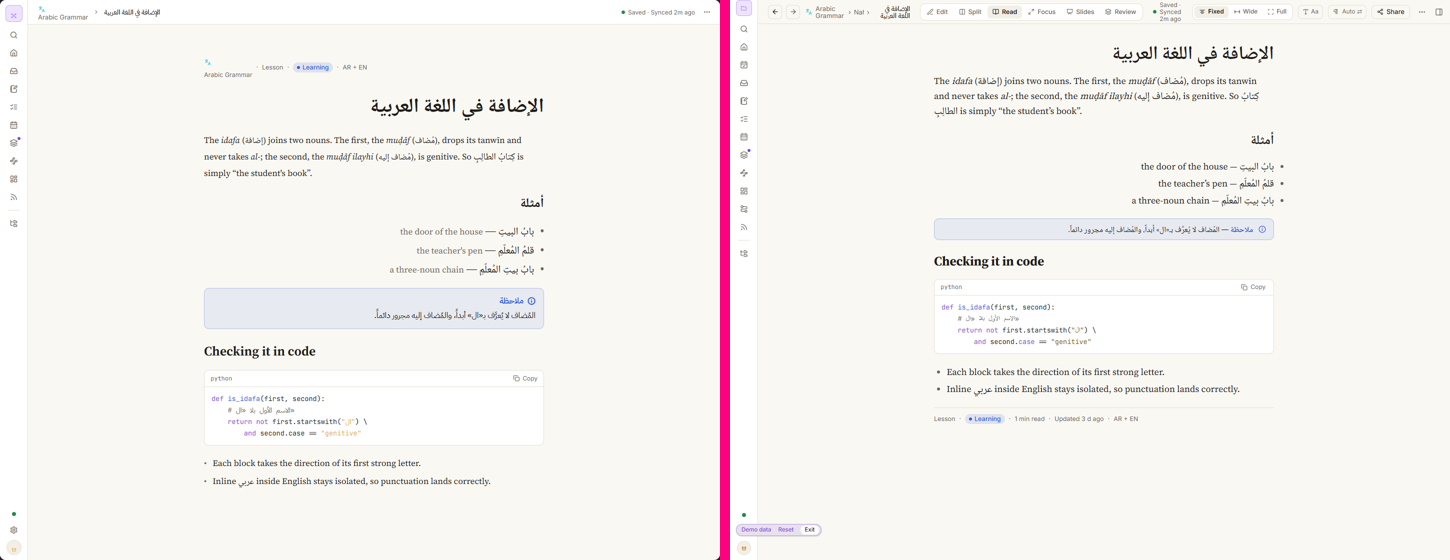 Arabic Grammar › الإضافة في اللغة العربية
Saved · Synced 2m ago
Arabic Grammar · Lesson · Learning · AR + EN
الإضافة في اللغة العربية
The idafa (إضافة) joins two nouns. The first, the muḍāf (مُضاف), drops its tanwin
and never takes al-; the second, the muḍāf ilayhi (مُضاف إليه), is genitive. So كِتابُ الطالِبِ is
simply “the student's book”.
أمثلة
بابُ البيتِ — the door of the house
قلمُ المُعلّمِ — the teacher's pen
بابُ بيتِ المُعلّمِ — a three-noun chain
ملاحظة
المُضاف لا يُعرَّف بـ«ال» أبداً، والمُضاف إليه مجرور دائماً.
Checking it in code
python
Copy
def is_idafa(first, second):
# الاسم الأول بلا «ال»
return not first.startswith("ال") \
and second.case == "genitive"
Each block takes the direction of its first strong letter.
Inline عربي inside English stays isolated, so punctuation lands correctly.
Arabic Grammar › Na! › الإضافة في اللغة العربية
Edit Split Read Focus Slides Review
Saved · Synced 2m ago
Fixed Wide Full
Aa
Auto
Share
الإضافة في اللغة العربية
The idafa (إضافة) joins two nouns. The first, the muḍāf (مُضاف), drops its tanwin
and never takes al-; the second, the muḍāf ilayhi (مُضاف إليه), is genitive. So كِتابُ
الطالِبِ is simply “the student's book”.
أمثلة
بابُ البيتِ — the door of the house
قلمُ المُعلّمِ — the teacher's pen
بابُ بيتِ المُعلّمِ — a three-noun chain
ملاحظة — المُضاف لا يُعرَّف بـ«ال» أبداً، والمُضاف إليه مجرور دائماً.
Checking it in code
python
Copy
def is_idafa(first, second):
# الاسم الأول بلا «ال»
return not first.startswith("ال") \
and second.case == "genitive"
Each block takes the direction of its first strong letter.
Inline عربي inside English stays isolated, so punctuation lands correctly.
Lesson · Learning · 1 min read · Updated 3 d ago · AR + EN
Demo data Reset Exit